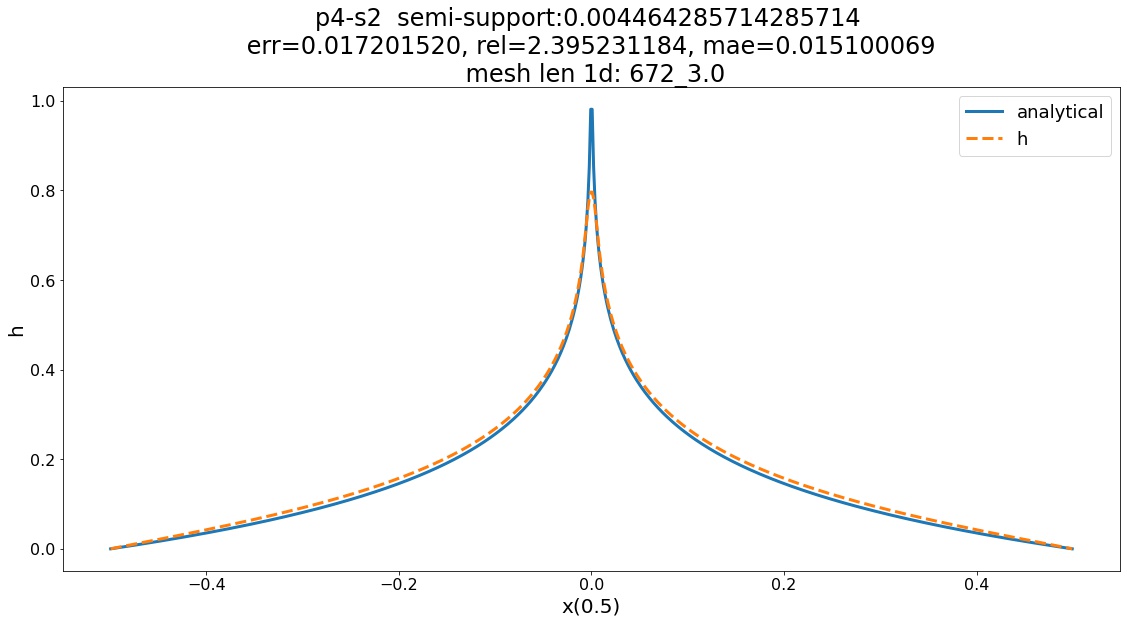 p4-s2  semi-support:0.004464285714285714
err=0.017201520, rel=2.395231184, mae=0.015100069
mesh len 1d: 672_3.0
analytical
h
h
1.0
0.8
0.6
0.4
0.2
0.0
−0.4
−0.2
0.0
0.2
0.4
x(0.5)